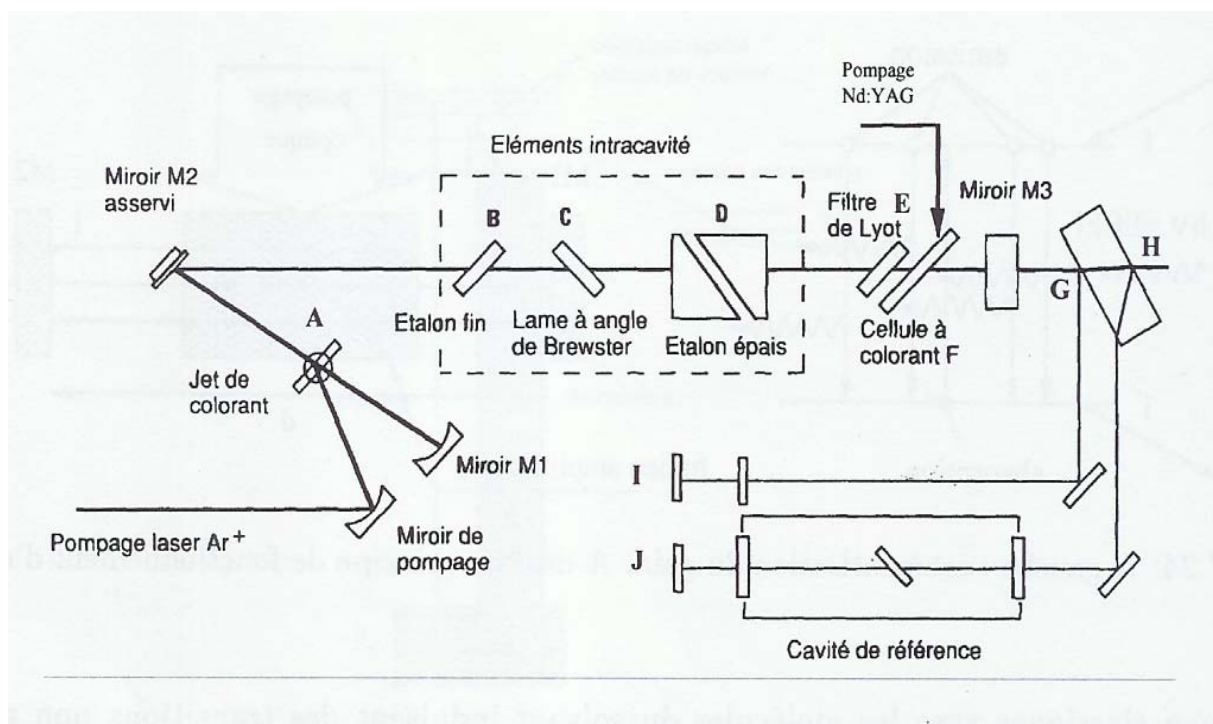 Pompage
Nd:YAG
Eléments intracavité
Miroir M2
asservi
B
C
D
Filtre
de Lyot
E
Miroir M3
H
G
A
Etalon fin
Lame à angle
de Brewster
Etalon épais
Cellule à
colorant F
Jet de
colorant
Miroir M1
I
Pompage laser Ar+
Miroir de
pompage
J
Cavité de référence